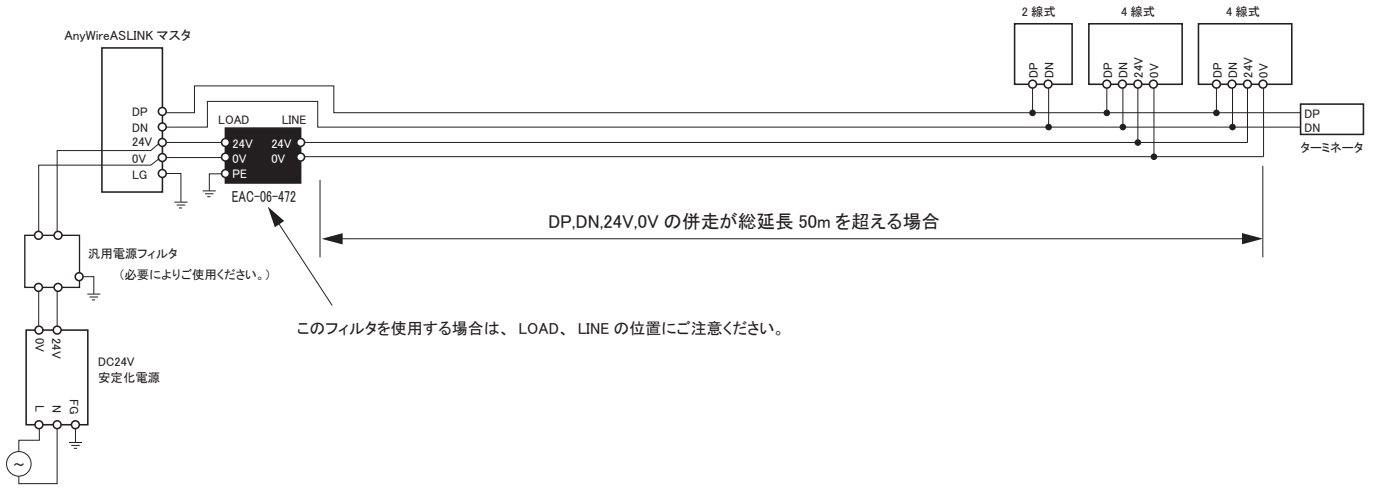 2 線式
4 線式
4 線式
AnyWireASLINK マスタ
DP
DN
DP
DN
24V
0V
DP
DN
24V
0V
DP
DN
24V
0V
LG
LOAD
LINE
24V
24V
0V
0V
PE
EAC-06-472
DP
DN
ターミネータ
DP,DN,24V,0V の併走が総延長 50m を超える場合
汎用電源フィルタ
（必要によりご使用ください。）
このフィルタを使用する場合は、LOAD、LINE の位置にご注意ください。
0V
24V
DC24V
安定化電源
L
N
FG
~